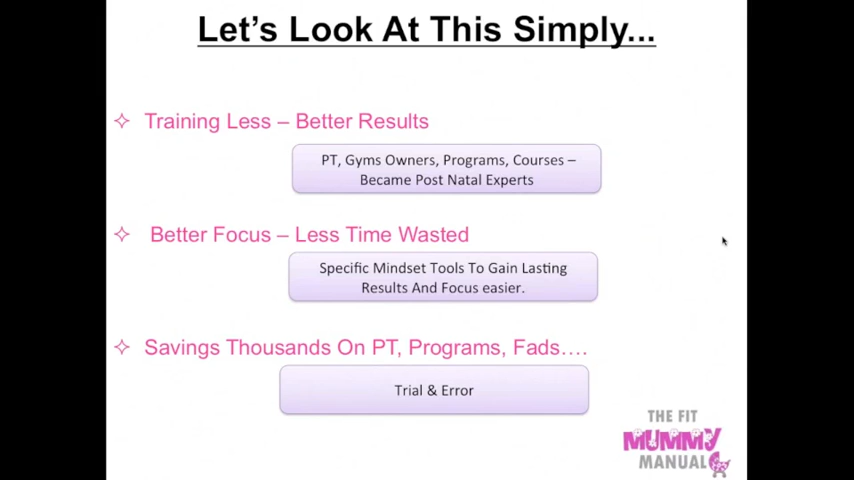 Let's Look At This Simply...
Training Less – Better Results
PT, Gyms Owners, Programs, Courses –
Became Post Natal Experts
Better Focus – Less Time Wasted
Specific Mindset Tools To Gain Lasting
Results And Focus easier.
Savings Thousands On PT, Programs, Fads....
Trial & Error
THE FIT
MUMMY
MANUAL